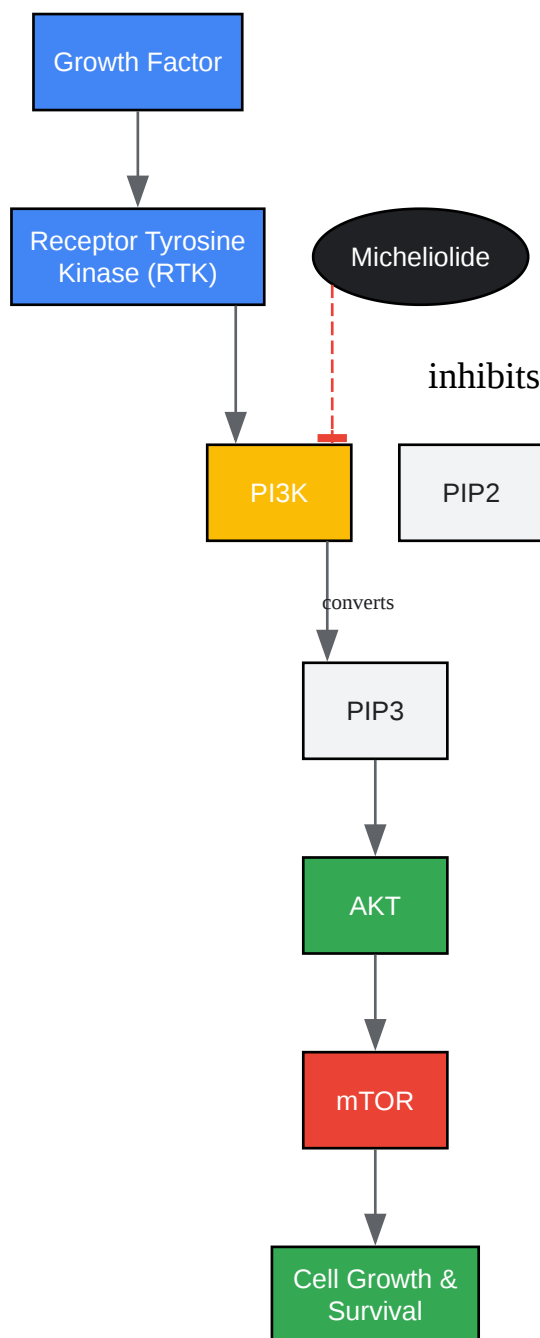 Growth Factor
Receptor Tyrosine
Kinase (RTK)
Micheliolide
inhibits
PI3K
PIP2
converts
PIP3
AKT
mTOR
Cell Growth &
Survival